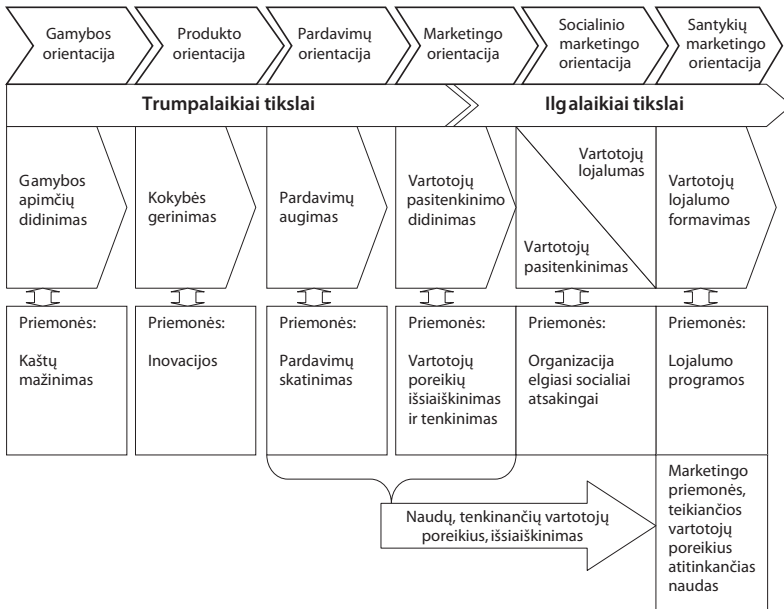 Gamybos
orientacija
Produkto
orientacija
Pardavimų
orientacija
Marketingo
orientacija
Socialinio
marketingo
orientacija
Santykių
marketingo
orientacija
Trumpalaikiai tikslai
Ilgalaikiai tikslai
Gamybos
apimčių
didinimas
Kokybės
gerinimas
Pardavimų
augimas
Vartotojų
pasitenkinimo
didinimas
Vartotojų
lojalumas
Vartotojų
pasitenkinimas
Vartotojų
lojalumo
formavimas
Priemonės:
Kaštų
mažinimas
Priemonės:
Inovacijos
Priemonės:
Pardavimų
skatinimas
Priemonės:
Vartotojų
poreikių
išsiaiškinimas
ir tenkinimas
Priemonės:
Organizacija
elgiasi socialiai
atsakingai
Priemonės:
Lojalumo
programos
Naudų, tenkinančių vartotojų
poreikius, išsiaiškinimas
Marketingo
priemonės,
teikiančios
vartotojų
poreikius
atitinkančias
naudas